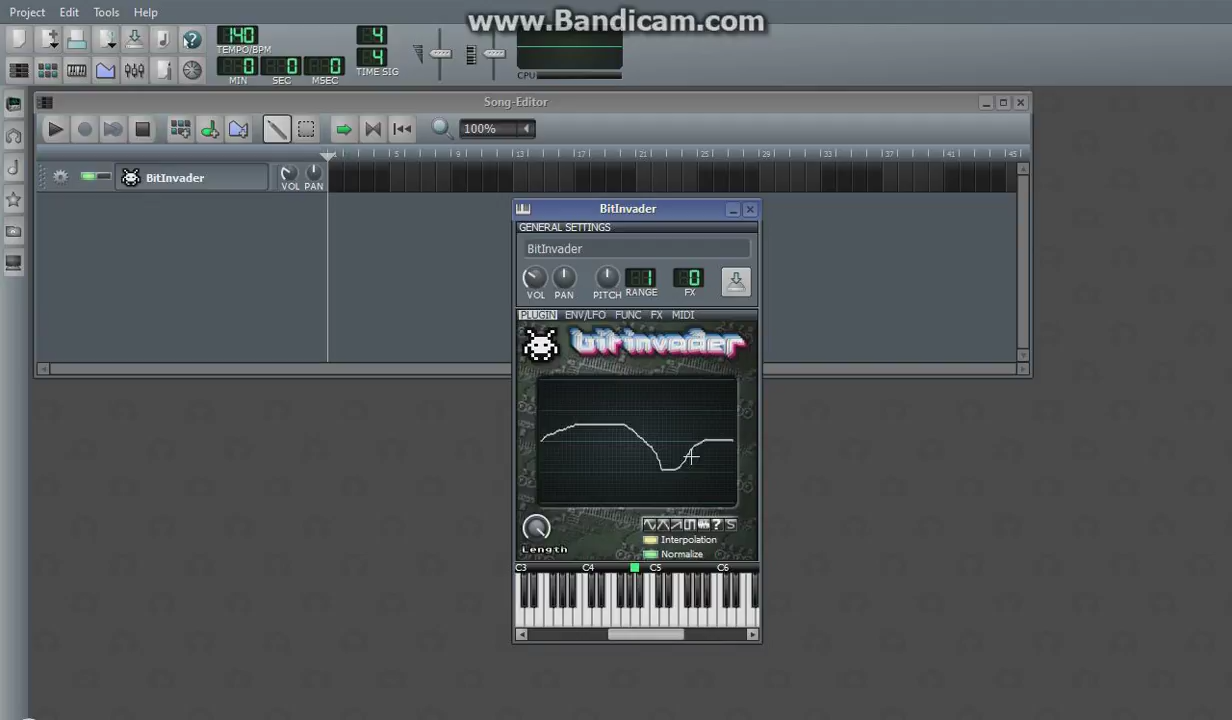 Project Edit Tools Help
www.Bandicam.com
140
TEMPO/BPM
4
4
TIME SIG
0 0 0
MIN SEC MSEC
CPU
Song-Editor
100%
5 9 13 17 21 25 29 33 37 41 45
BitInvader
VOL PAN
BitInvader
GENERAL SETTINGS
BitInvader
1 0
VOL PAN PITCH RANGE FX
PLUGIN ENV/LFO FUNC FX MIDI
bitinvader
? S
Length
Interpolation
Normalize
C3 C4 C5 C6